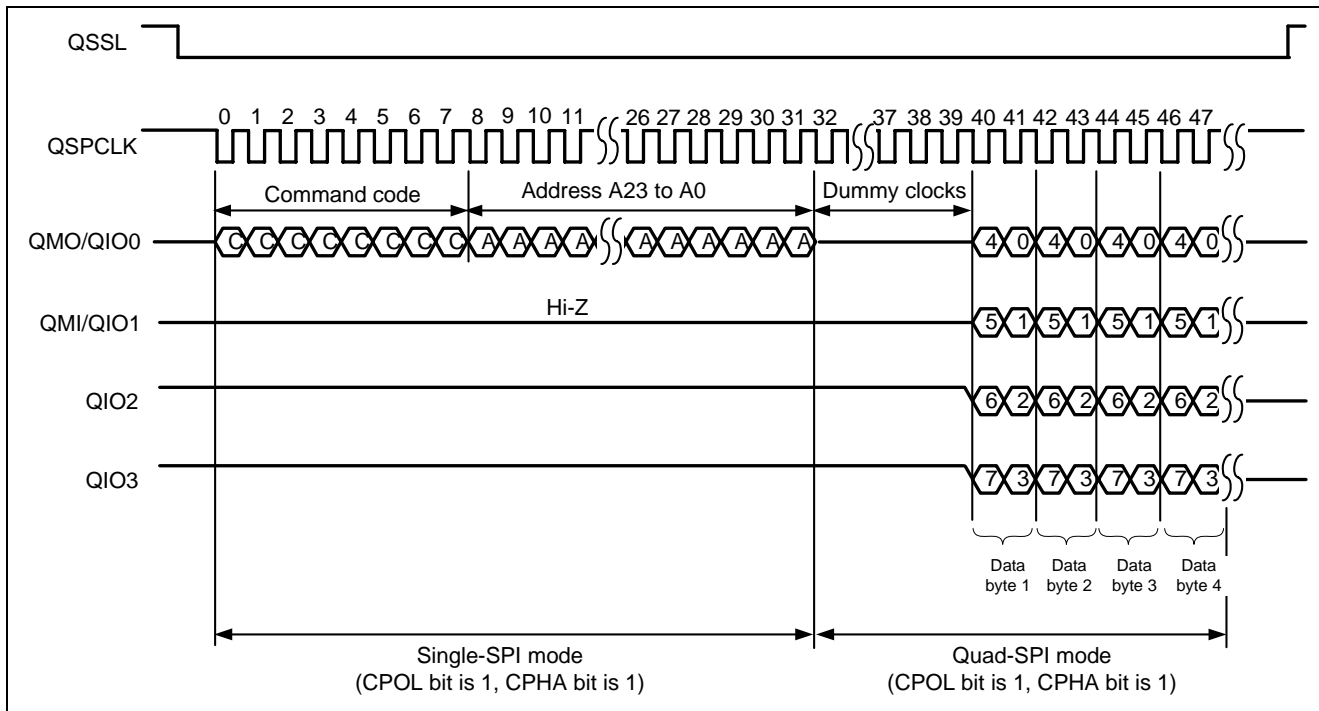 QSSL
0 1 2 3 4 5 6 7 8 9 10 11 26 27 28 29 30 31 32 37 38 39 40 41 42 43 44 45 46 47
QSPCLK
Command code Address A23 to A0 Dummy clocks
QMO/QIO0 C C C C C C C C A A A A A A A A A A 4 0 4 0 4 0 4 0
Hi-Z
QMI/QIO1 5 1 5 1 5 1 5 1
QIO2 6 2 6 2 6 2 6 2
QIO3 7 3 7 3 7 3 7 3
Data Data Data Data
byte 1 byte 2 byte 3 byte 4
Single-SPI mode Quad-SPI mode
(CPOL bit is 1, CPHA bit is 1) (CPOL bit is 1, CPHA bit is 1)